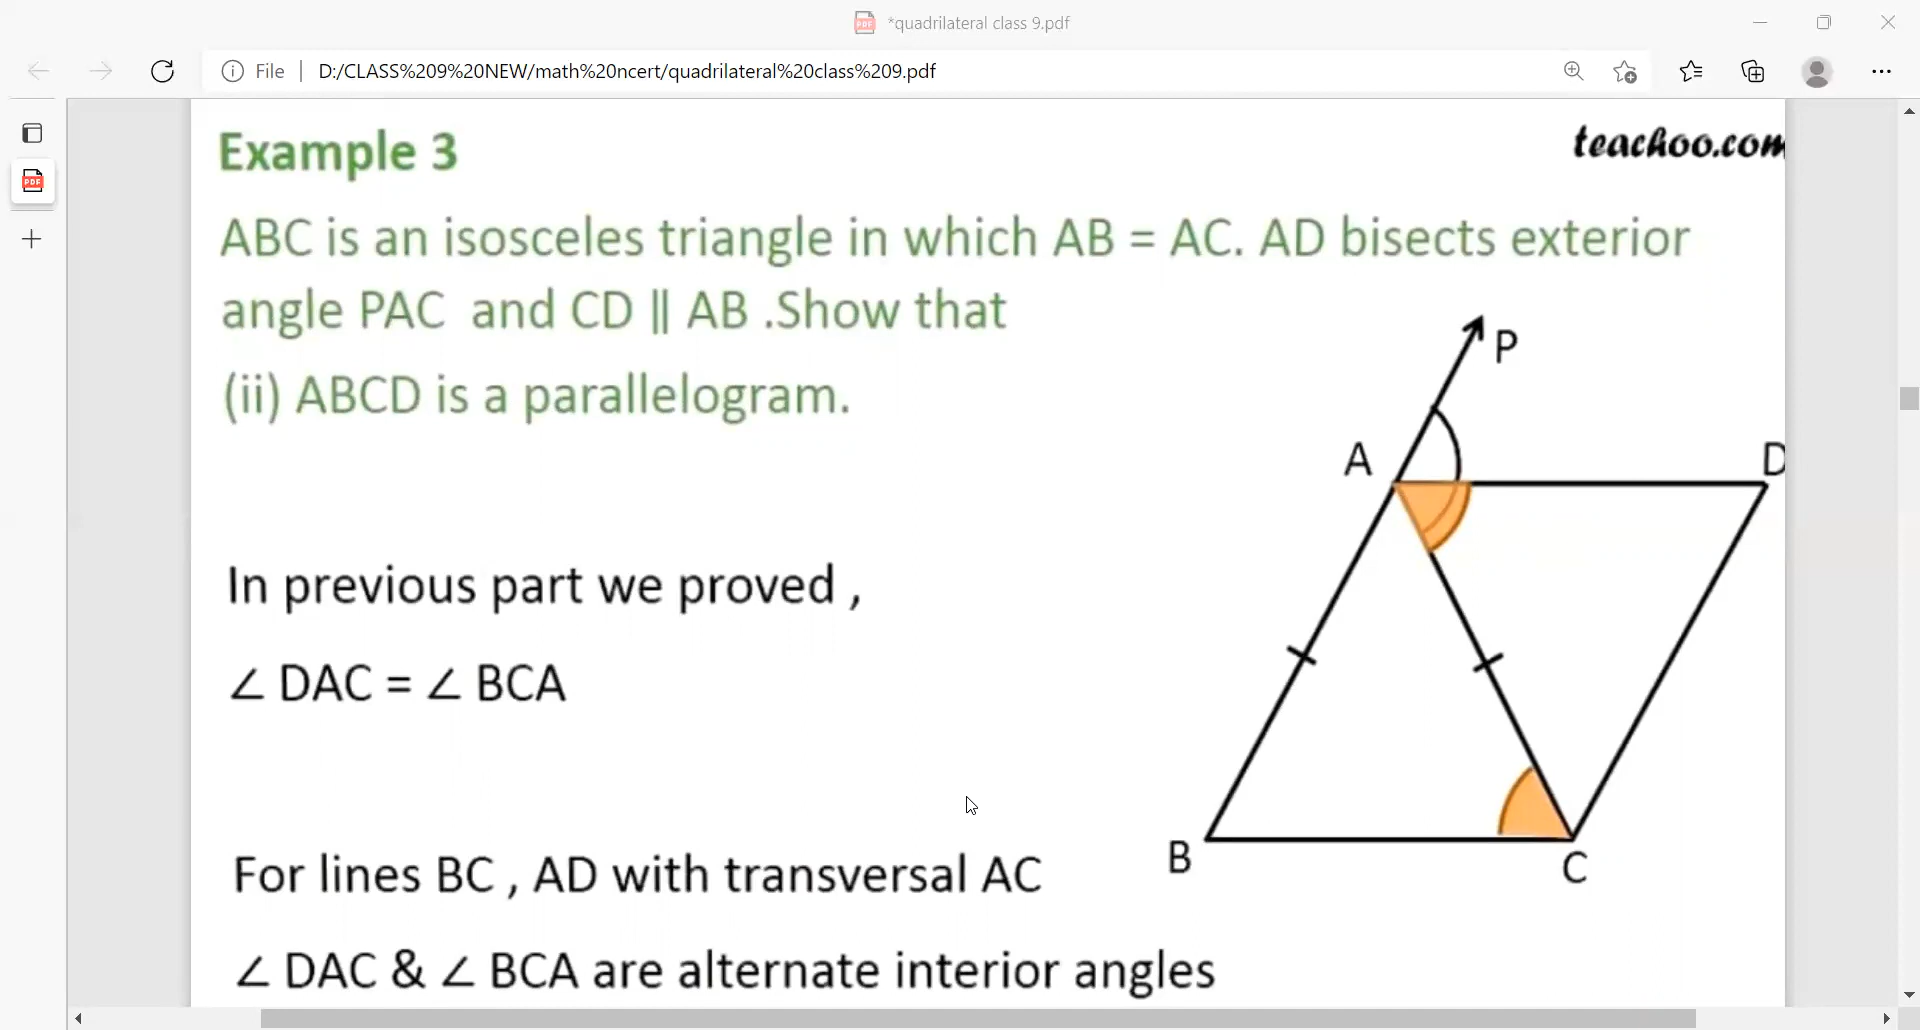 *quadrilateral class 9.pdf
File
D:/CLASS%209%20NEW/math%20ncert/quadrilateral%20class%209.pdf
PDF
Example 3
teachoo.com
ABC is an isosceles triangle in which AB = AC. AD bisects exterior
angle PAC and CD || AB .Show that
(ii) ABCD is a parallelogram.
P
A
D
In previous part we proved ,
∠ DAC = ∠ BCA
B
C
For lines BC , AD with transversal AC
∠ DAC & ∠ BCA are alternate interior angles